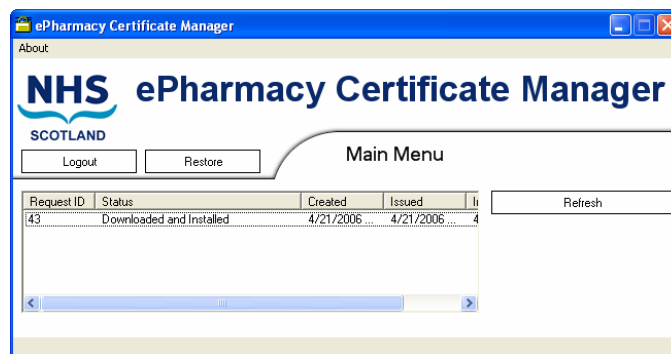 ePharmacy Certificate Manager
About
NHS
SCOTLAND
ePharmacy Certificate Manager
Logout
Restore
Main Menu
Request ID Status Created Issued
43 Downloaded and Installed 4/21/2006 ... 4/21/2006 ... 4
Refresh